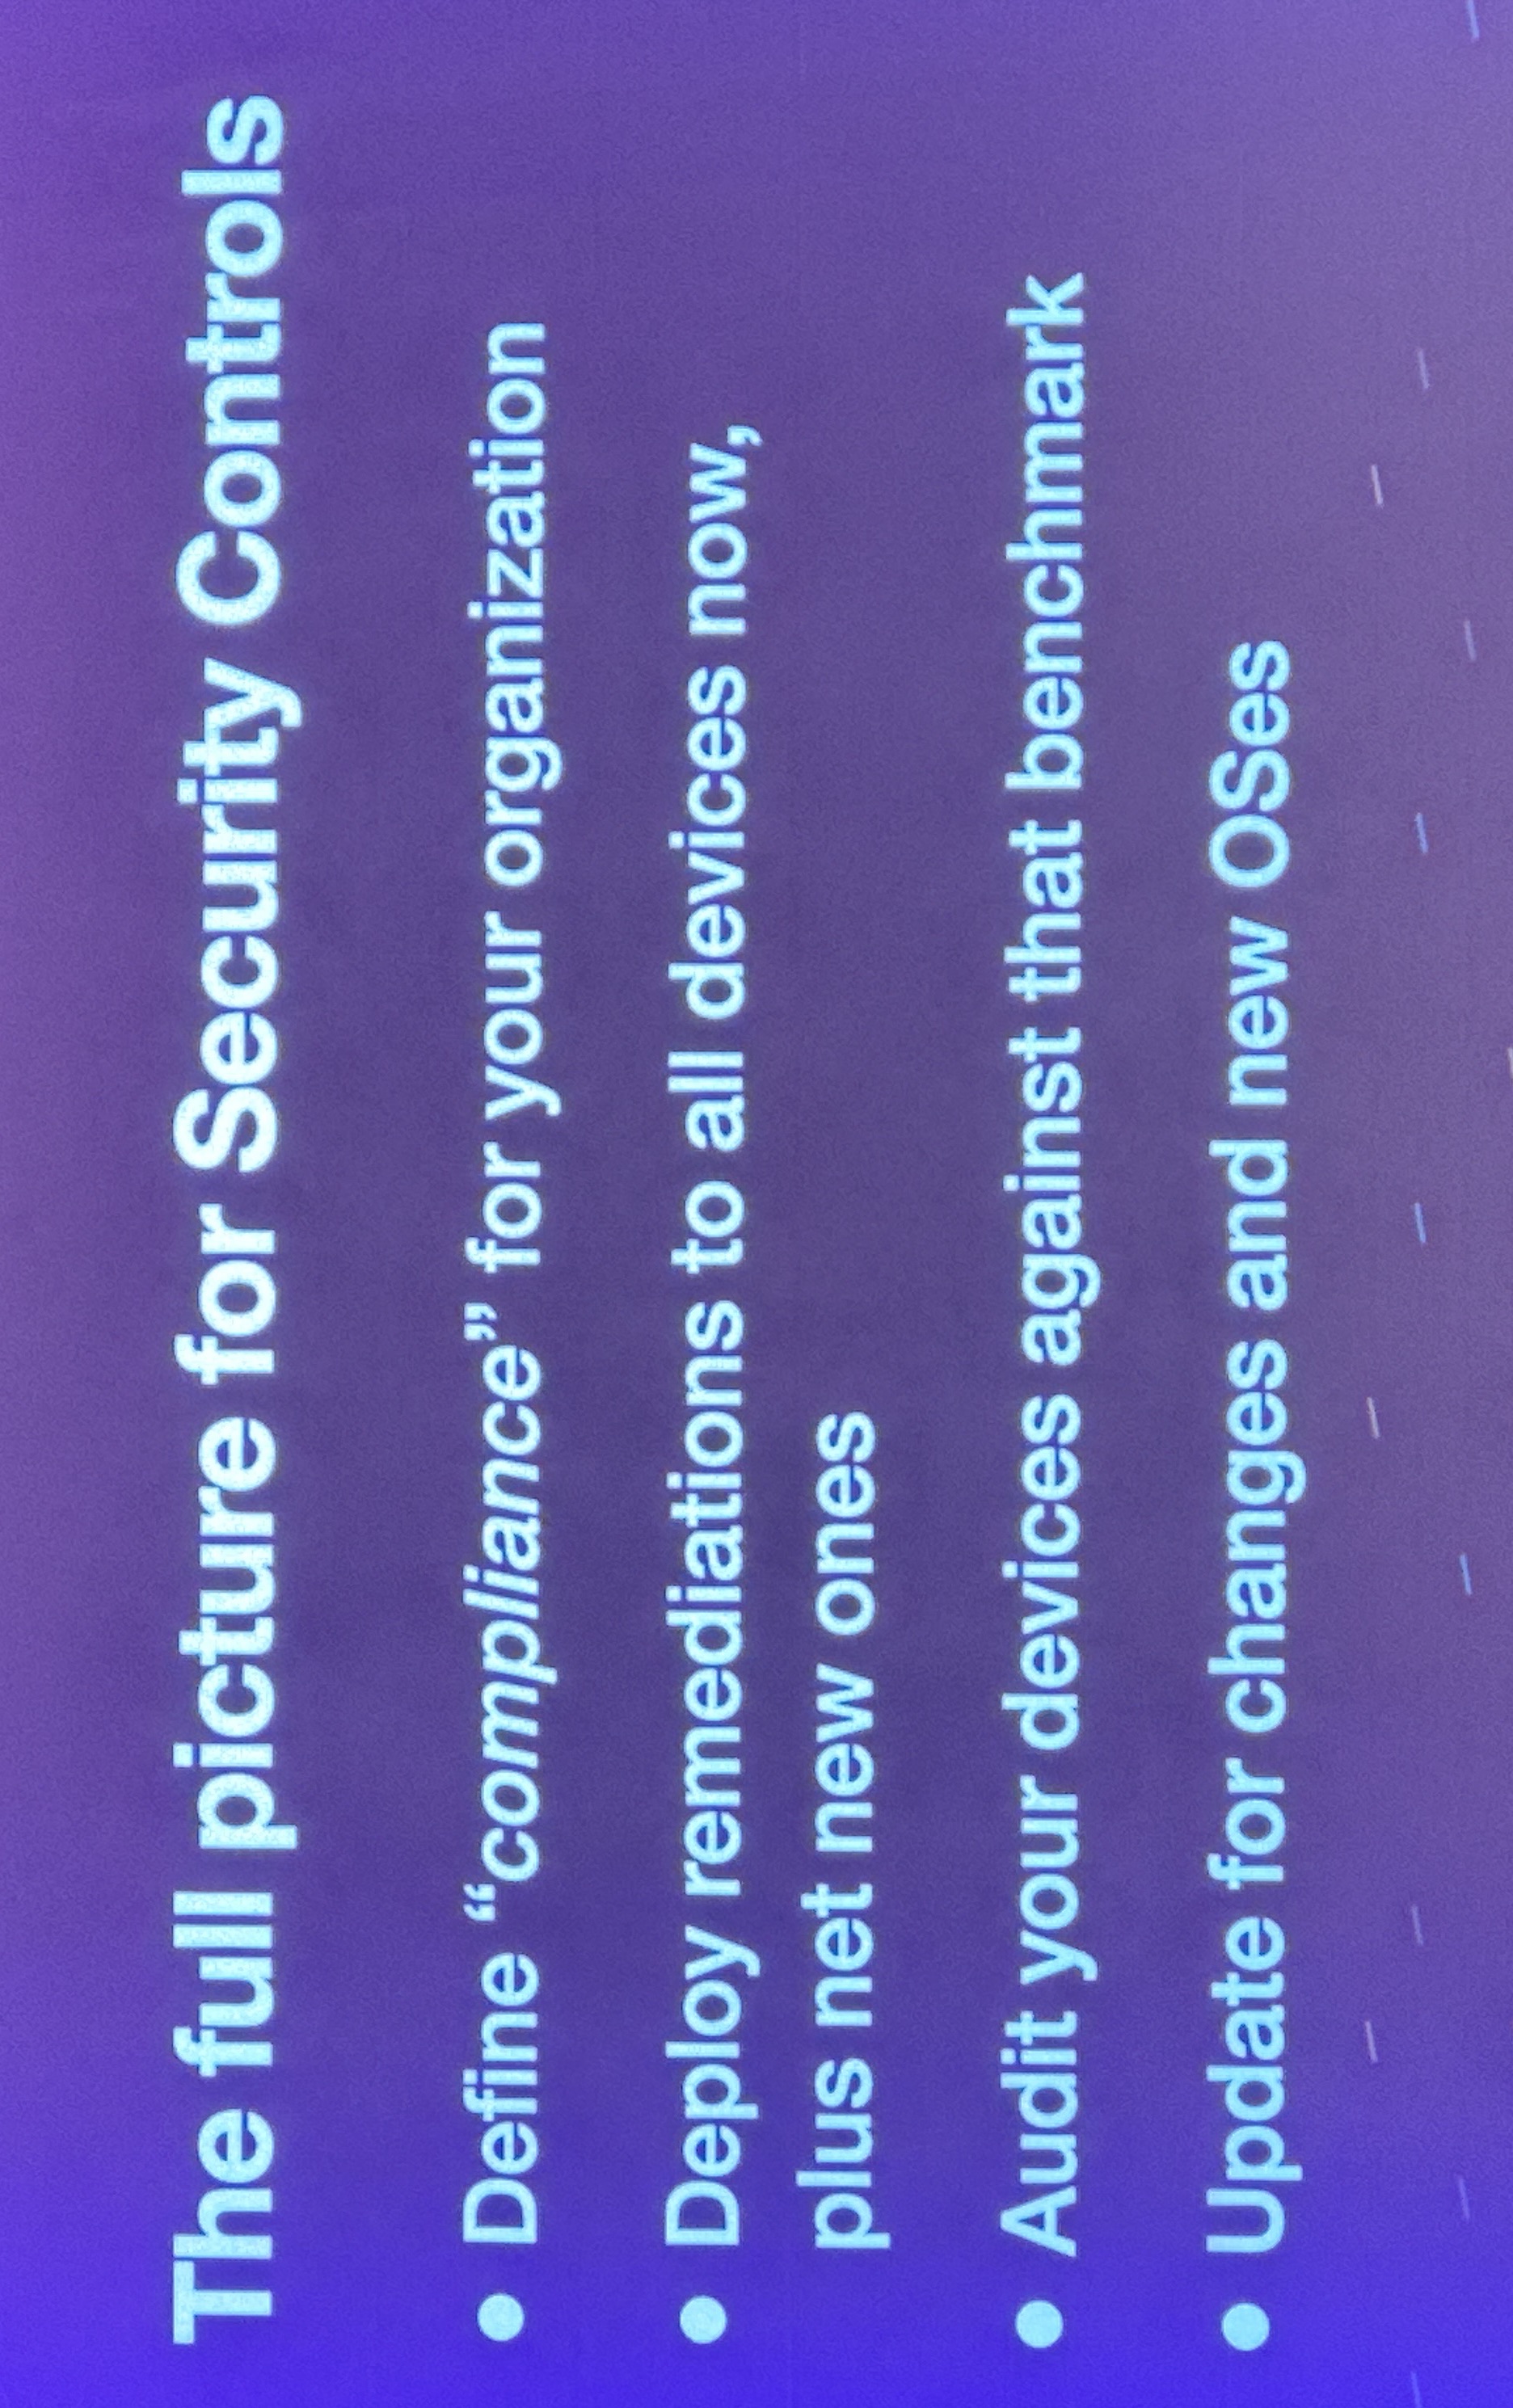 The full picture for Security Controls
• Define “compliance” for your organization
• Deploy remediations to all devices now,
plus net new ones
• Audit your devices against that benchmark
• Update for changes and new OSes